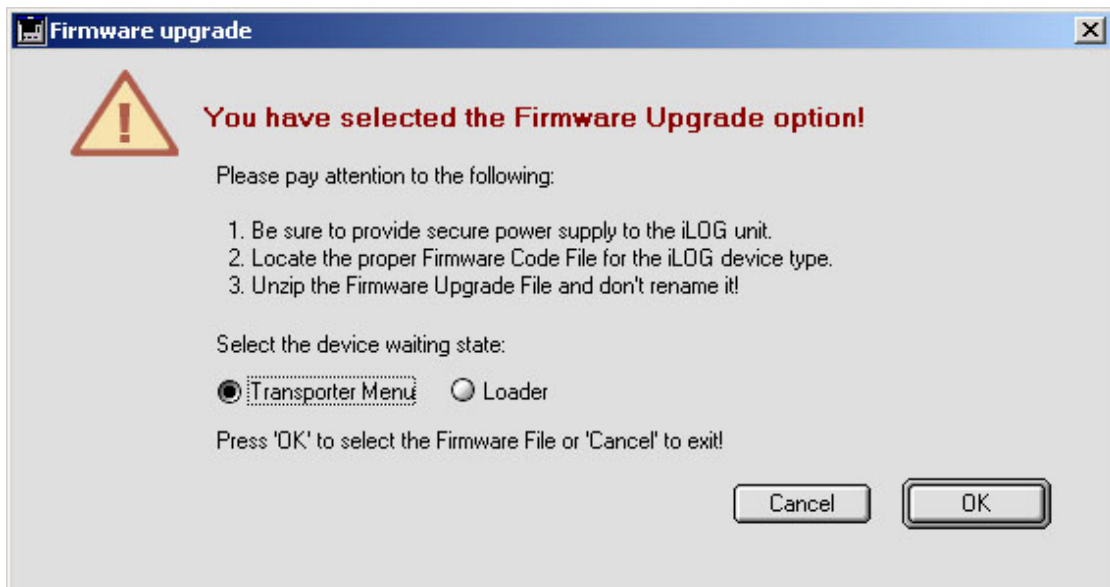 Firmware upgrade
You have selected the Firmware Upgrade option!
Please pay attention to the following:
1. Be sure to provide secure power supply to the iLOG unit.
2. Locate the proper Firmware Code File for the iLOG device type.
3. Unzip the Firmware Upgrade File and don't rename it!
Select the device waiting state:
Transporter Menu Loader
Press 'OK' to select the Firmware File or 'Cancel' to exit!
Cancel OK